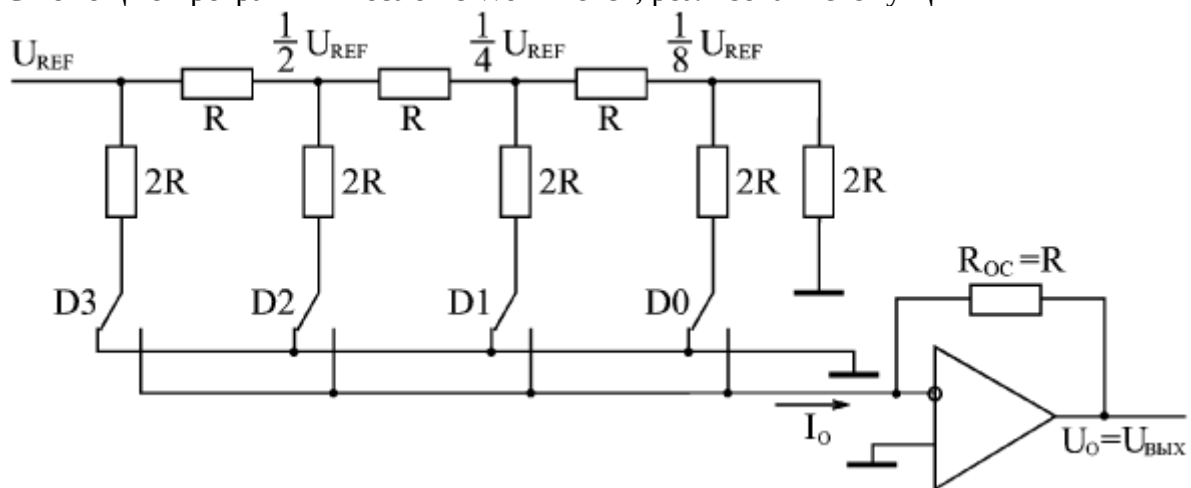 U_REF
1/2 U_REF
1/4 U_REF
1/8 U_REF
R
R
R
2R
2R
2R
2R
2R
D3
D2
D1
D0
R_OC = R
I_O
U_O = U_ВЫХ